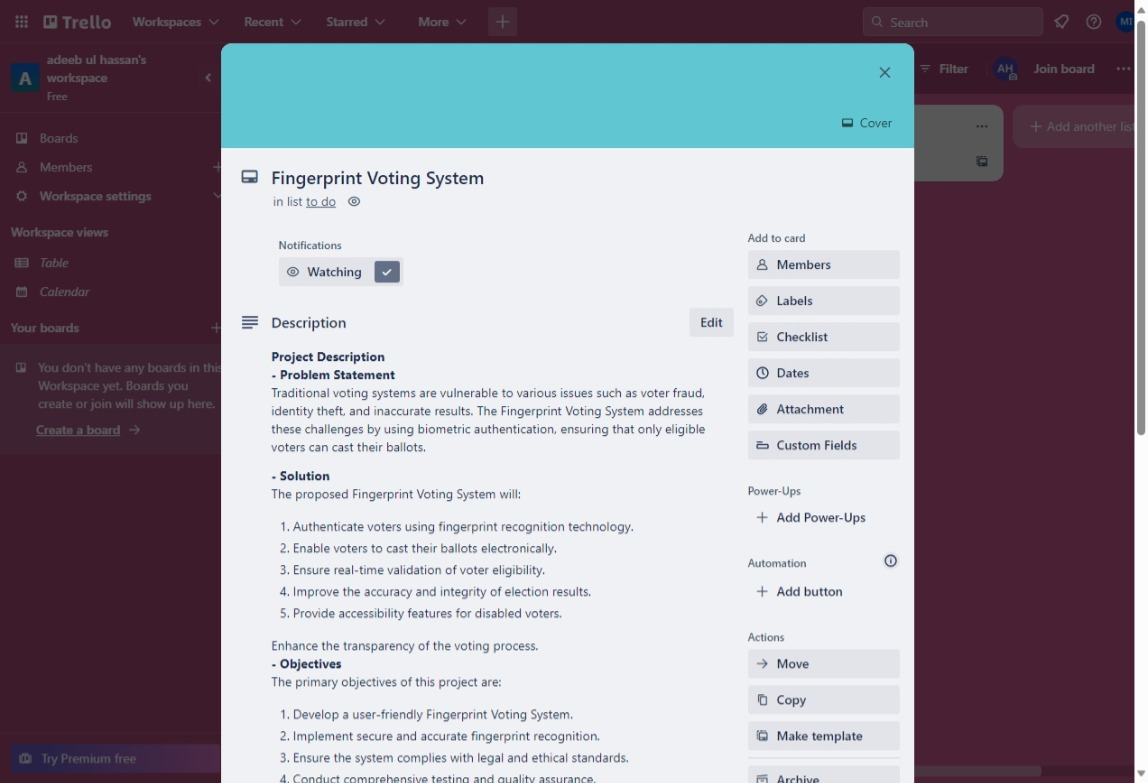 Trello
Workspaces
Recent
Starred
More
Search
MI
A
adeeb ul hassan's
workspace
Free
Boards
Members
Workspace settings
Workspace views
Table
Calendar
Your boards
You don't have any boards in this
Workspace yet. Boards you
create or join will show up here.
Create a board
Try Premium free
Filter
AH
Join board
Add another list
Cover
Fingerprint Voting System
in list to do
Notifications
Watching
Description
Edit
Project Description
- Problem Statement
Traditional voting systems are vulnerable to various issues such as voter fraud,
identity theft, and inaccurate results. The Fingerprint Voting System addresses
these challenges by using biometric authentication, ensuring that only eligible
voters can cast their ballots.
- Solution
The proposed Fingerprint Voting System will:
1. Authenticate voters using fingerprint recognition technology.
2. Enable voters to cast their ballots electronically.
3. Ensure real-time validation of voter eligibility.
4. Improve the accuracy and integrity of election results.
5. Provide accessibility features for disabled voters.
Enhance the transparency of the voting process.
- Objectives
The primary objectives of this project are:
1. Develop a user-friendly Fingerprint Voting System.
2. Implement secure and accurate fingerprint recognition.
3. Ensure the system complies with legal and ethical standards.
4. Conduct comprehensive testing and quality assurance.
Add to card
Members
Labels
Checklist
Dates
Attachment
Custom Fields
Power-Ups
Add Power-Ups
Automation
Add button
Actions
Move
Copy
Make template
Archive